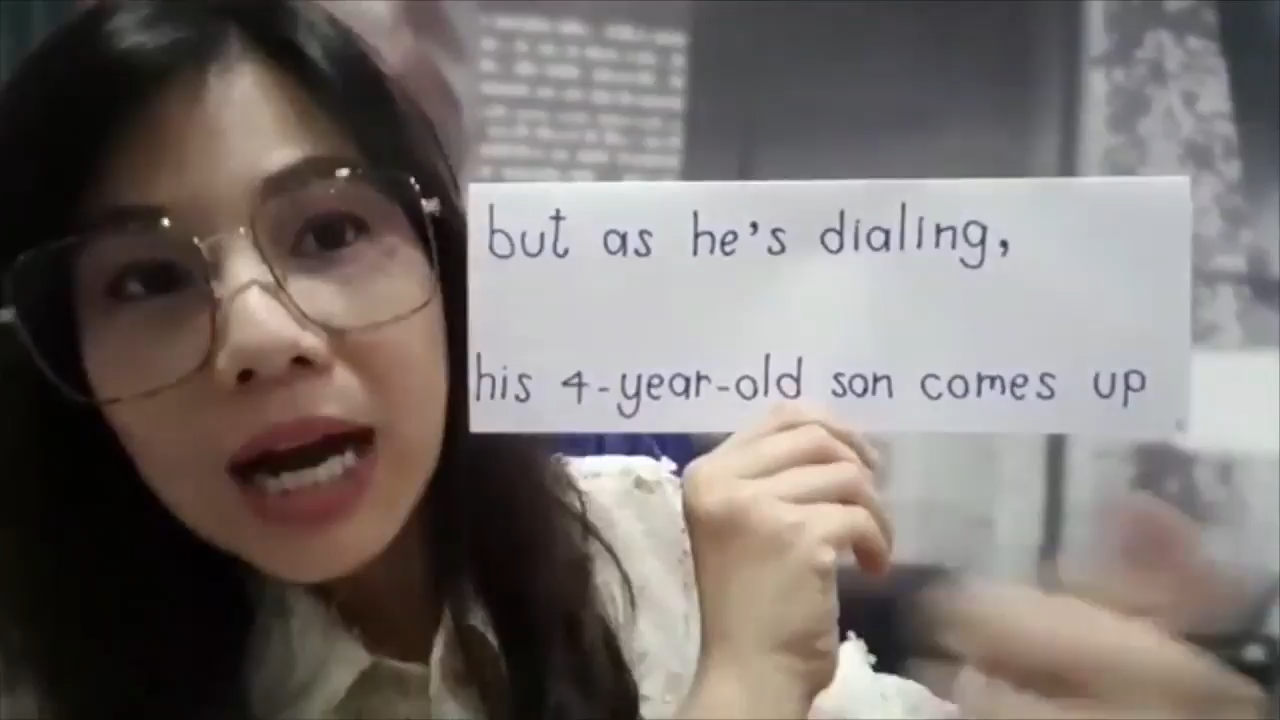 but as he's dialing,
his 4-year-old son comes up